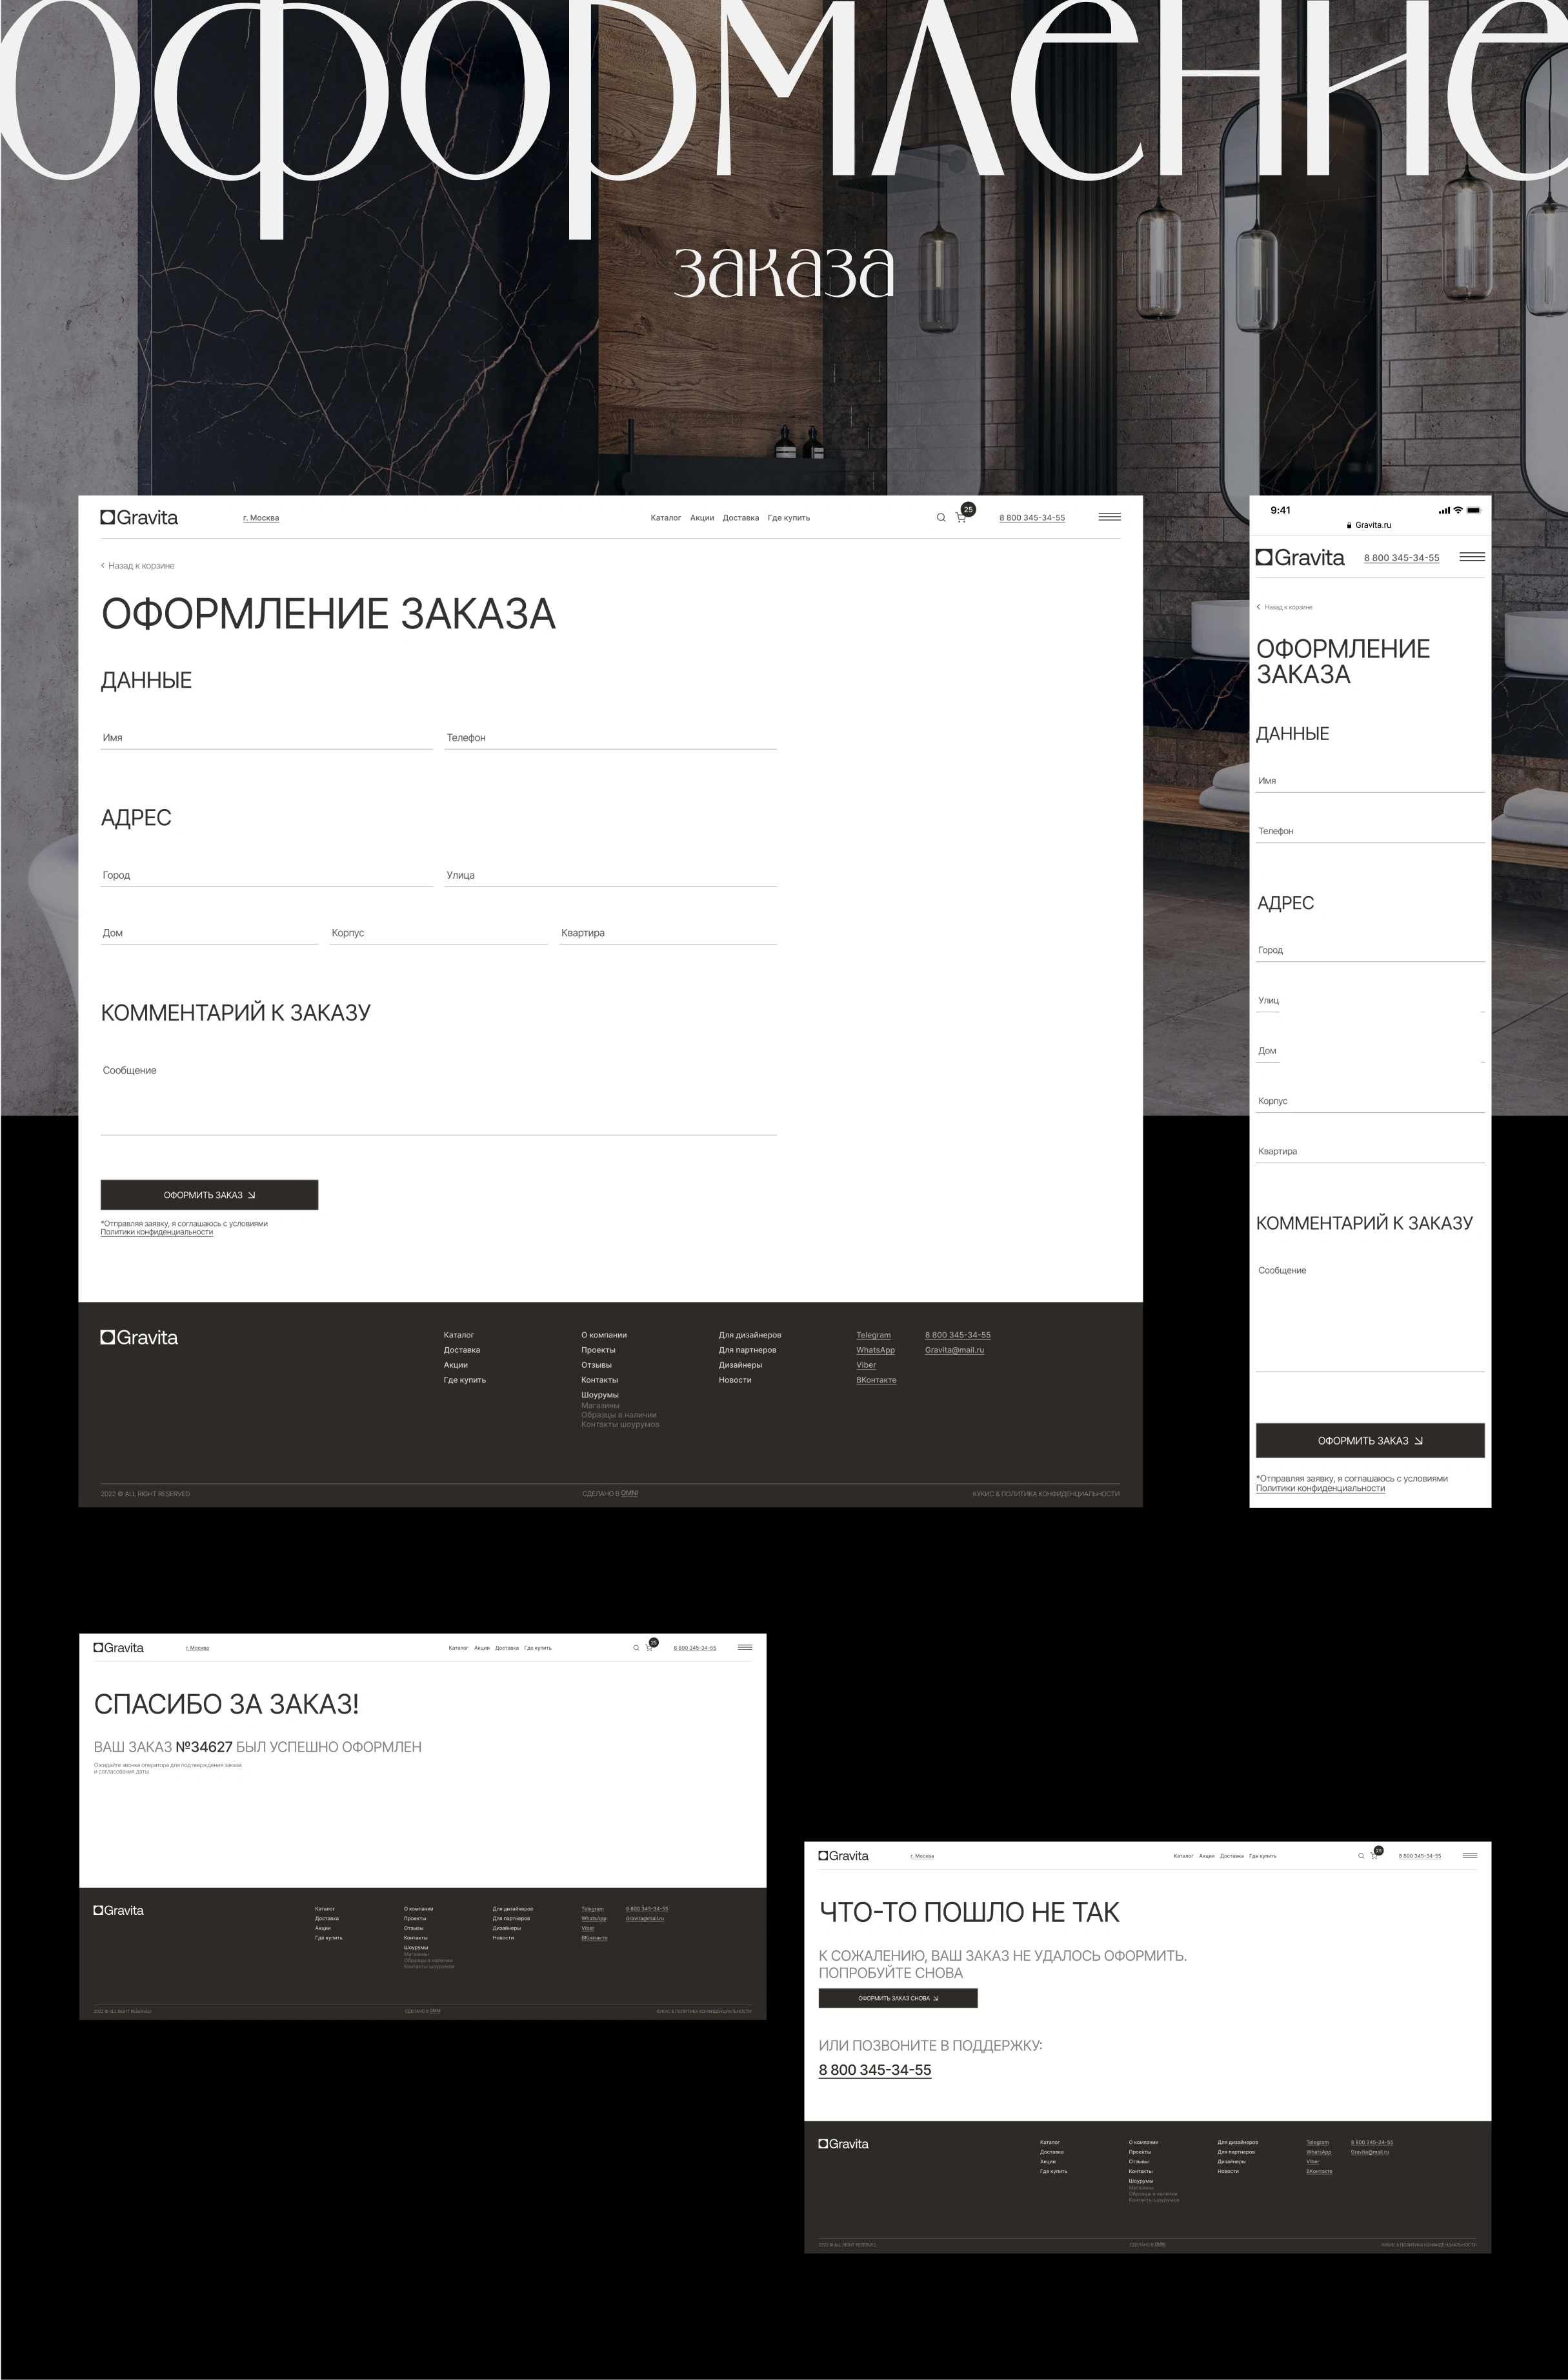 оформление
заказа
Gravita
г. Москва
Каталог Акции Доставка Где купить
25
8 800 345-34-55
Назад к корзине
ОФОРМЛЕНИЕ ЗАКАЗА
ДАННЫЕ
Имя Телефон
АДРЕС
Город Улица
Дом Корпус Квартира
КОММЕНТАРИЙ К ЗАКАЗУ
Сообщение
ОФОРМИТЬ ЗАКАЗ
*Отправляя заявку, я соглашаюсь с условиями
Политики конфиденциальности
Gravita
Каталог
Доставка
Акции
Где купить
О компании
Проекты
Отзывы
Контакты
Шоурумы
Магазины
Образцы в наличии
Контакты шоурумов
Для дизайнеров
Для партнеров
Дизайнеры
Новости
Telegram
WhatsApp
Viber
ВКонтакте
8 800 345-34-55
Gravita@mail.ru
2022 © ALL RIGHT RESERVED
СДЕЛАНО В OMNI
КУКИС & ПОЛИТИКА КОНФИДЕНЦИАЛЬНОСТИ
9:41
Gravita.ru
Gravita
8 800 345-34-55
Назад к корзине
ОФОРМЛЕНИЕ
ЗАКАЗА
ДАННЫЕ
Имя
Телефон
АДРЕС
Город
Улиц
Дом
Корпус
Квартира
КОММЕНТАРИЙ К ЗАКАЗУ
Сообщение
ОФОРМИТЬ ЗАКАЗ
*Отправляя заявку, я соглашаюсь с условиями
Политики конфиденциальности
Gravita
г. Москва
Каталог Акции Доставка Где купить
25
8 800 345-34-55
СПАСИБО ЗА ЗАКАЗ!
ВАШ ЗАКАЗ №34627 БЫЛ УСПЕШНО ОФОРМЛЕН
Ожидайте звонка оператора для подтверждения заказа
и согласования даты
Gravita
Каталог
Доставка
Акции
Где купить
О компании
Проекты
Отзывы
Контакты
Шоурумы
Магазины
Образцы в наличии
Контакты шоурумов
Для дизайнеров
Для партнеров
Дизайнеры
Новости
Telegram
WhatsApp
Viber
ВКонтакте
8 800 345-34-55
Gravita@mail.ru
2022 © ALL RIGHT RESERVED
СДЕЛАНО В OMNI
КУКИС & ПОЛИТИКА КОНФИДЕНЦИАЛЬНОСТИ
Gravita
г. Москва
Каталог Акции Доставка Где купить
25
8 800 345-34-55
ЧТО-ТО ПОШЛО НЕ ТАК
К СОЖАЛЕНИЮ, ВАШ ЗАКАЗ НЕ УДАЛОСЬ ОФОРМИТЬ.
ПОПРОБУЙТЕ СНОВА
ОФОРМИТЬ ЗАКАЗ СНОВА
ИЛИ ПОЗВОНИТЕ В ПОДДЕРЖКУ:
8 800 345-34-55
Gravita
Каталог
Доставка
Акции
Где купить
О компании
Проекты
Отзывы
Контакты
Шоурумы
Магазины
Образцы в наличии
Контакты шоурумов
Для дизайнеров
Для партнеров
Дизайнеры
Новости
Telegram
WhatsApp
Viber
ВКонтакте
8 800 345-34-55
Gravita@mail.ru
2022 © ALL RIGHT RESERVED
СДЕЛАНО В OMNI
КУКИС & ПОЛИТИКА КОНФИДЕНЦИАЛЬНОСТИ